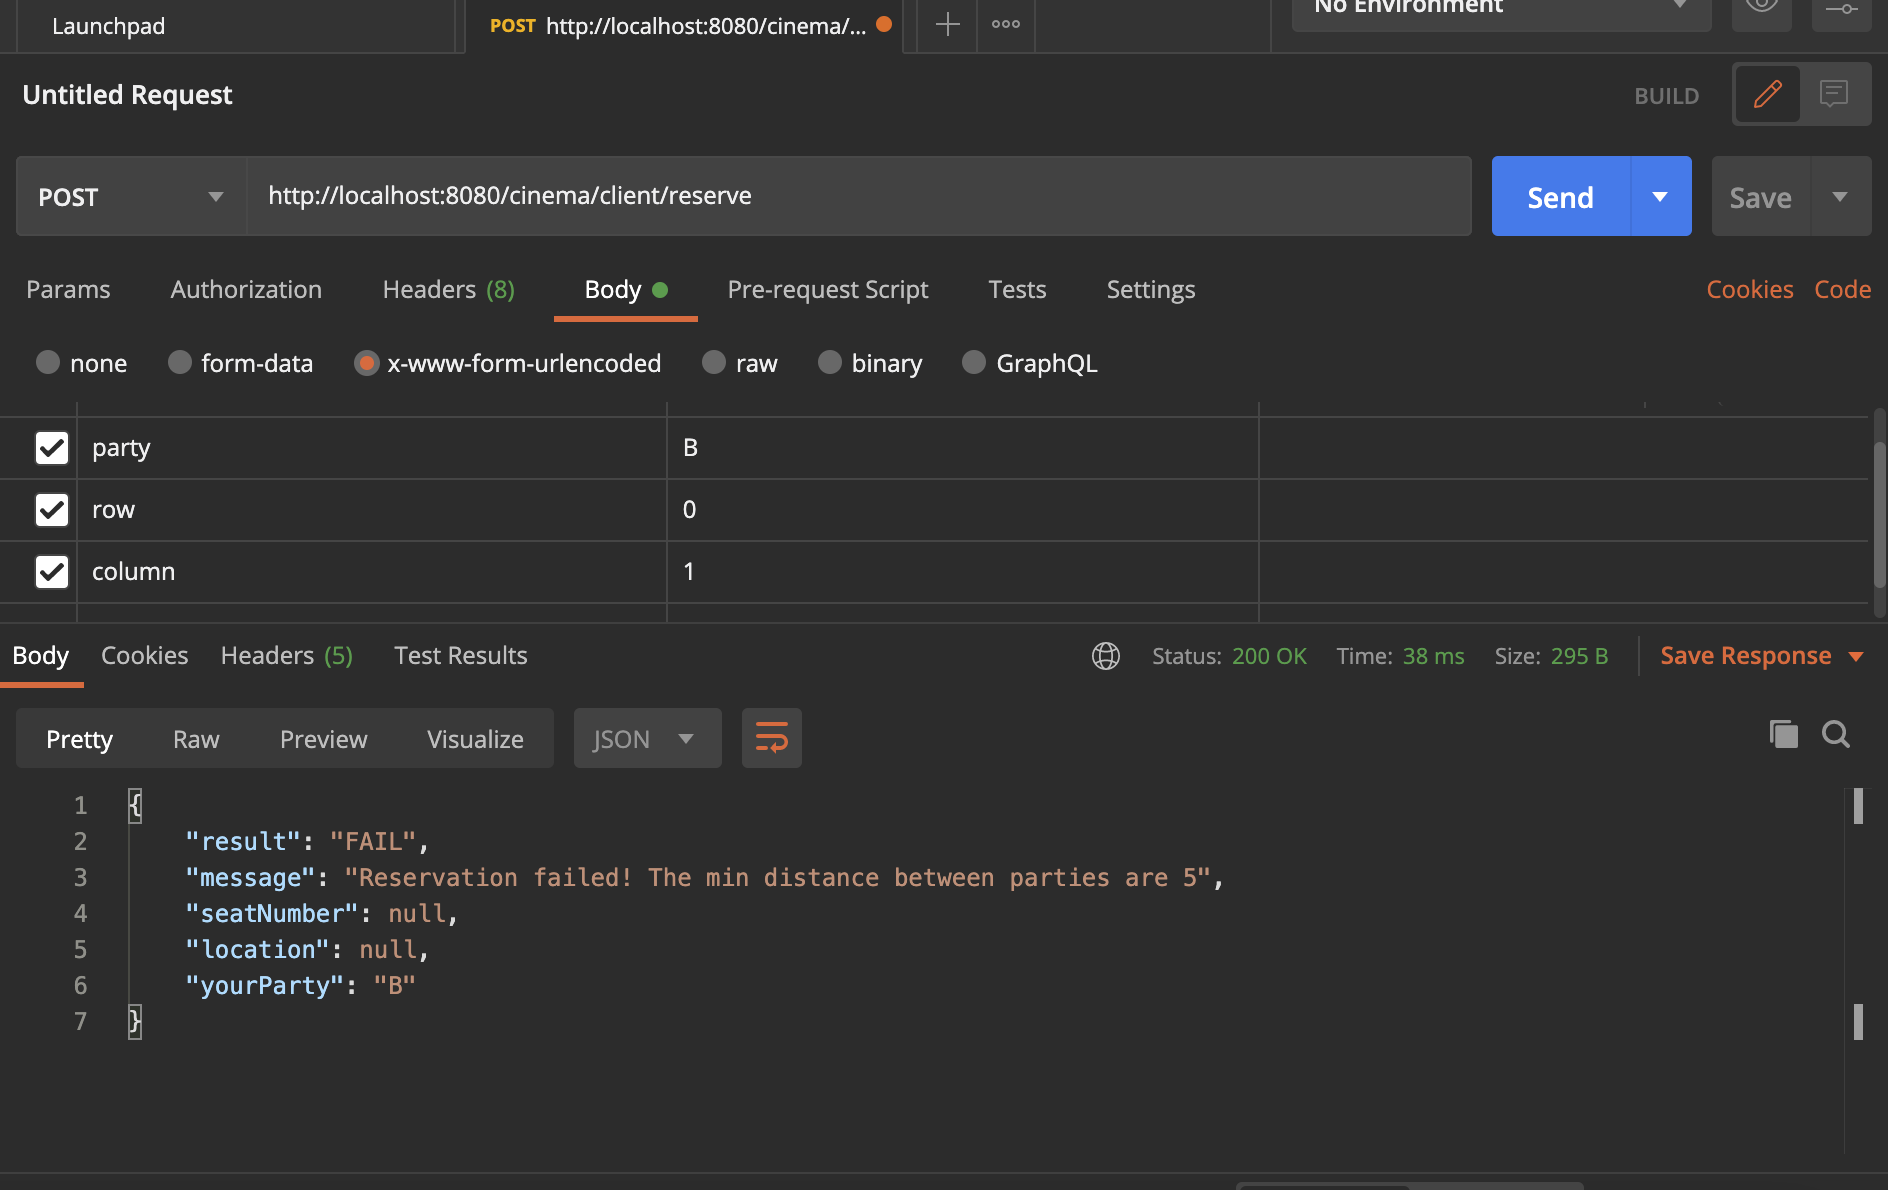 Launchpad
POST http://localhost:8080/cinema/...
No Environment
Untitled Request
BUILD
POST
http://localhost:8080/cinema/client/reserve
Send
Save
Params Authorization Headers (8) Body Pre-request Script Tests Settings Cookies Code
none form-data x-www-form-urlencoded raw binary GraphQL
party B
row 0
column 1
Body Cookies Headers (5) Test Results Status: 200 OK Time: 38 ms Size: 295 B Save Response
Pretty Raw Preview Visualize JSON
1 {
2 "result": "FAIL",
3 "message": "Reservation failed! The min distance between parties are 5",
4 "seatNumber": null,
5 "location": null,
6 "yourParty": "B"
7 }